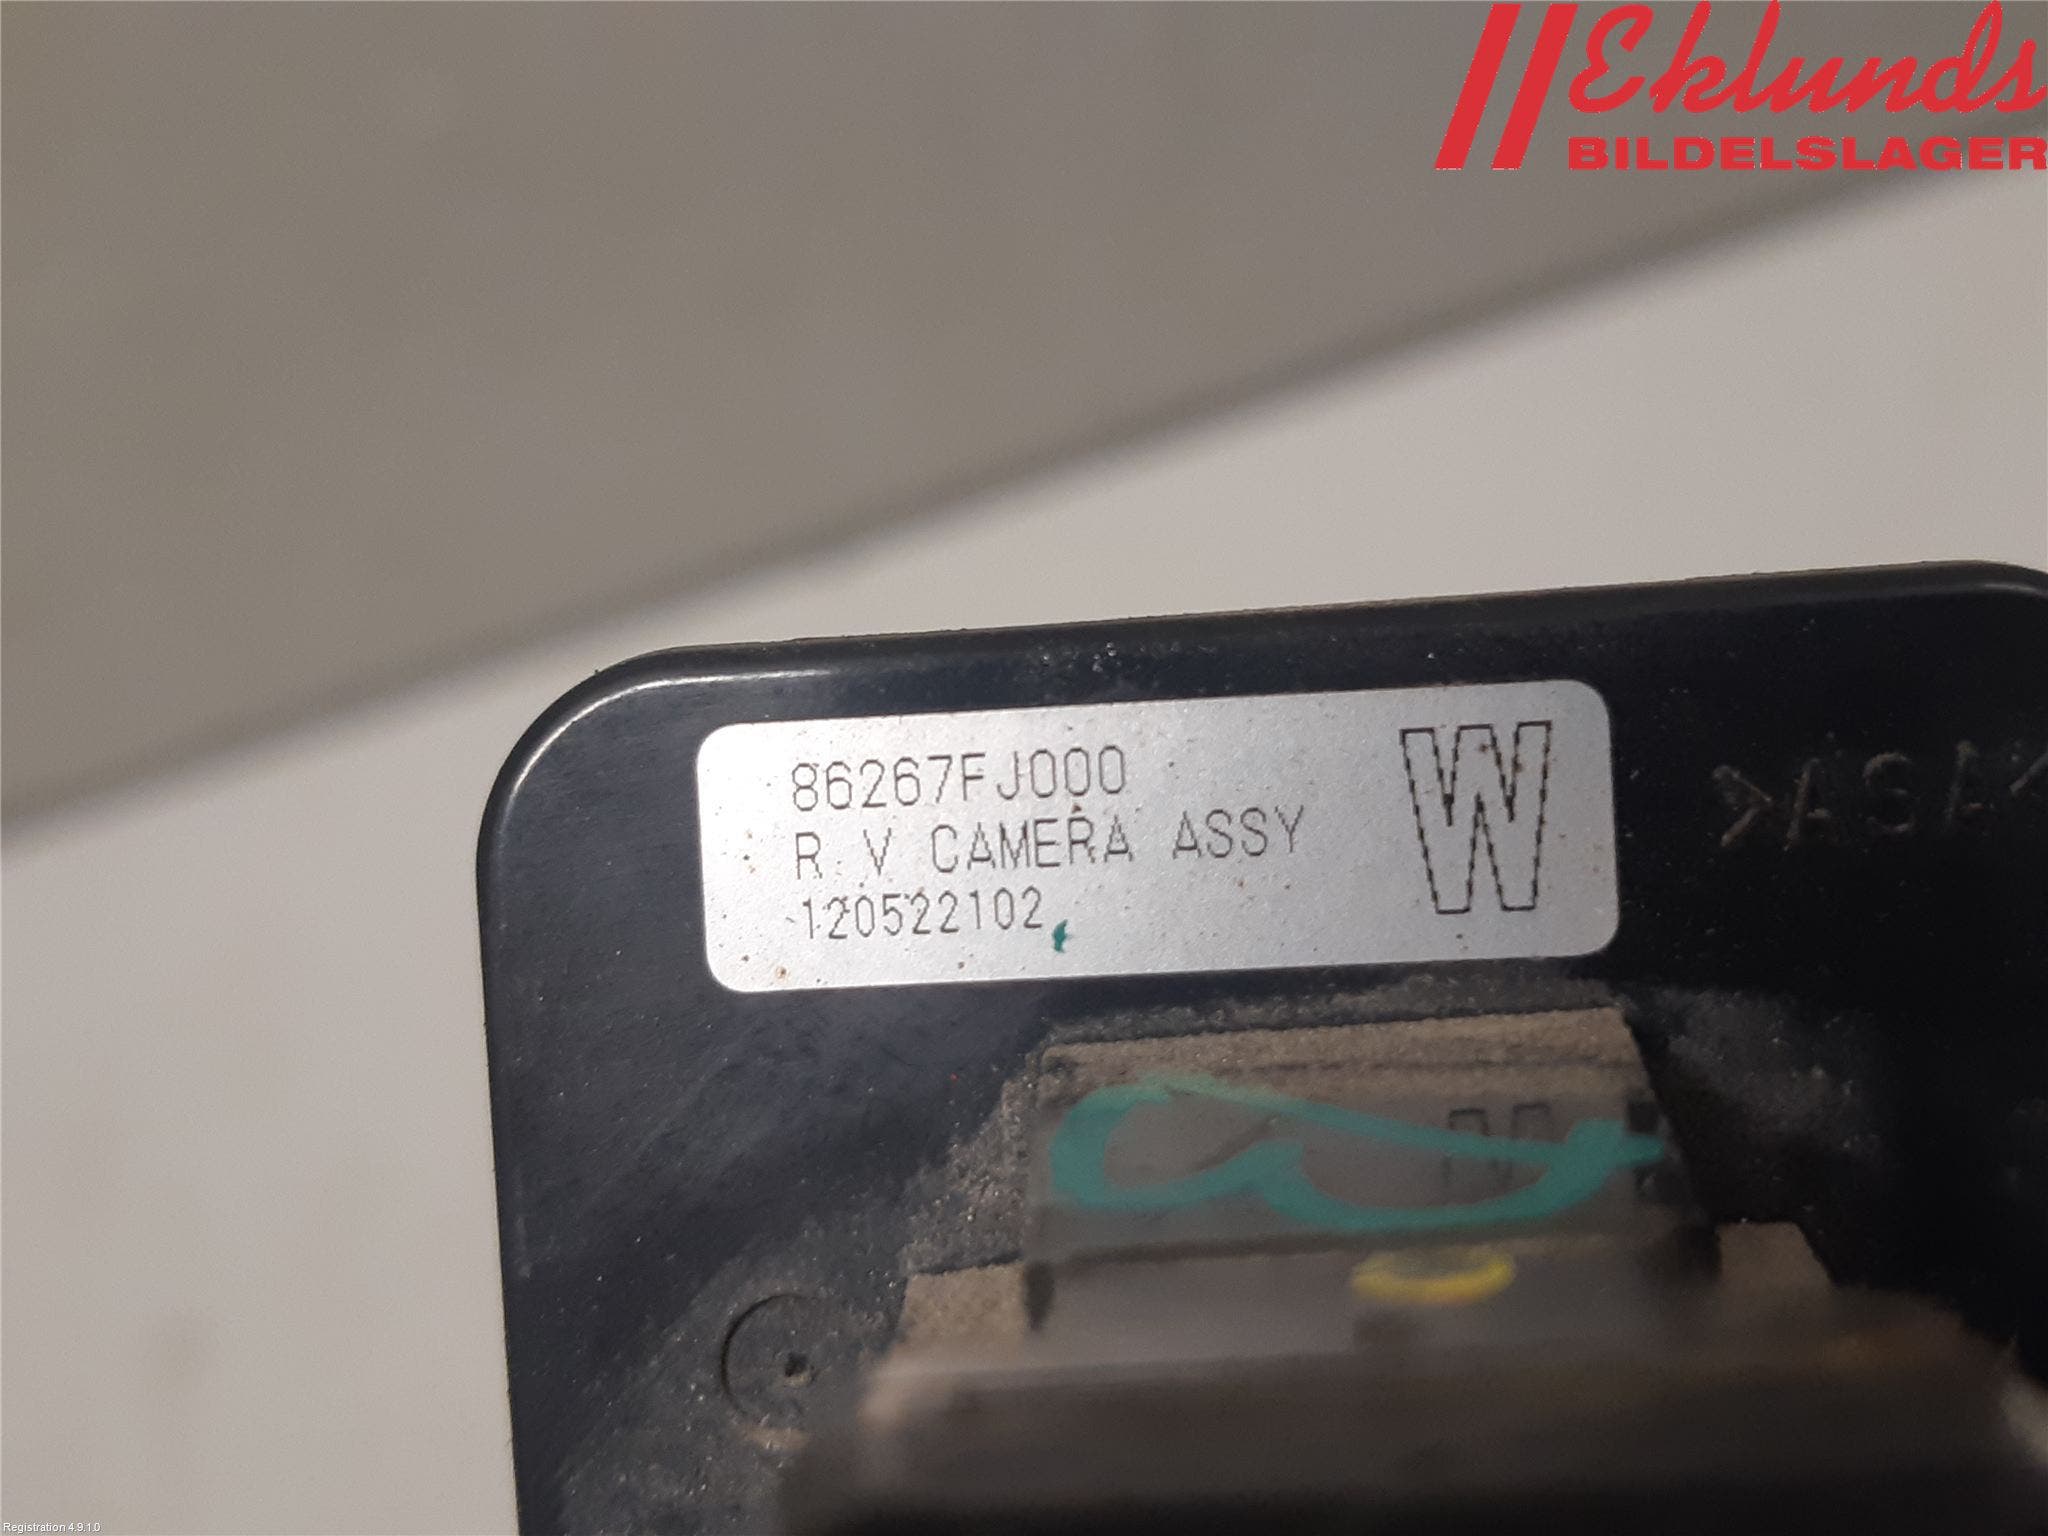 Eklunds
BILDELSLAGER
86267FJ000
R V CAMERA ASSY W
120522102
>ASA<
Registration 4.9.1.0